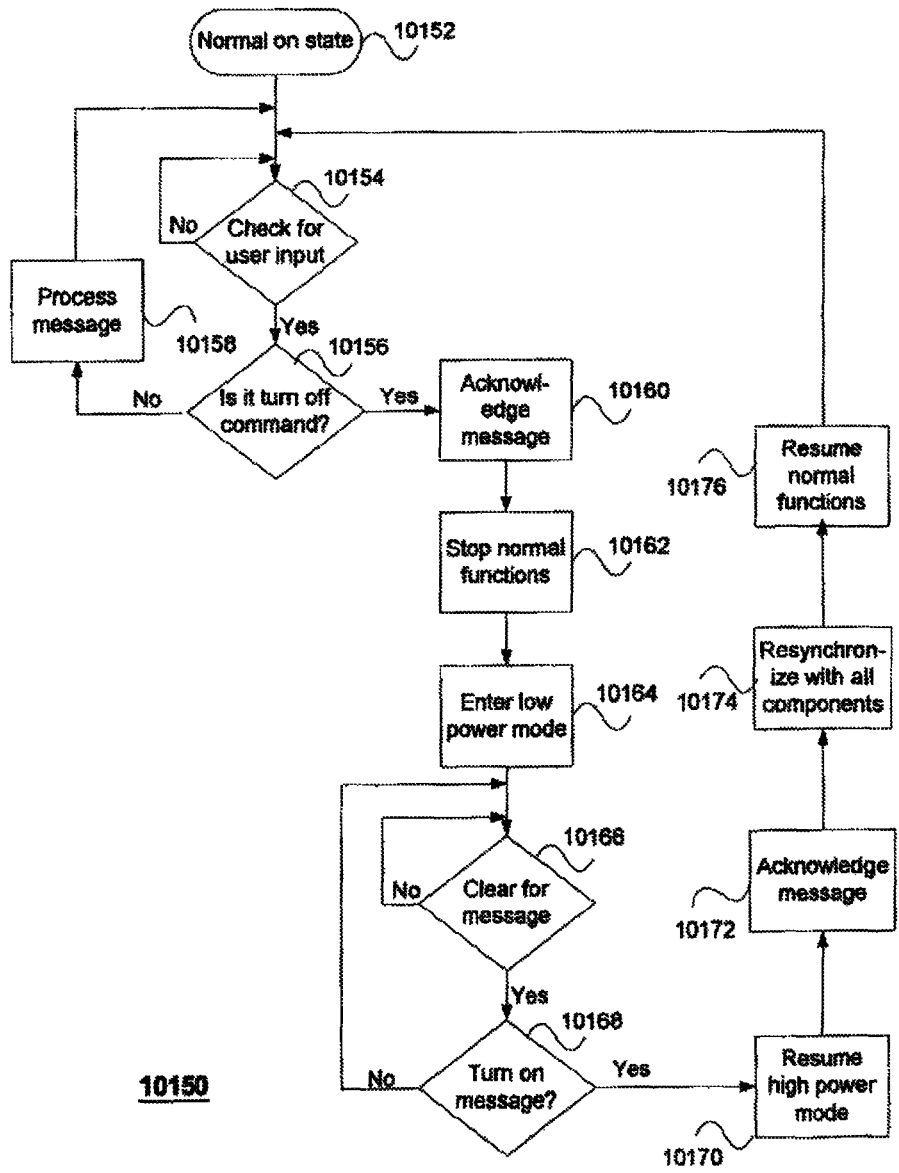 Normal on state
10152
10154
Check for
user input
No
Process
message
10158
Yes
10156
Is it turn off
command?
No
Yes
Acknowl-
edge
message
10160
Stop normal
functions
10162
Enter low
power mode
10164
10166
Clear for
message
No
Yes
10168
Turn on
message?
No
Yes
Resume
high power
mode
10170
Acknowledge
message
10172
Resynchron-
ize with all
components
10174
Resume
normal
functions
10176
10150